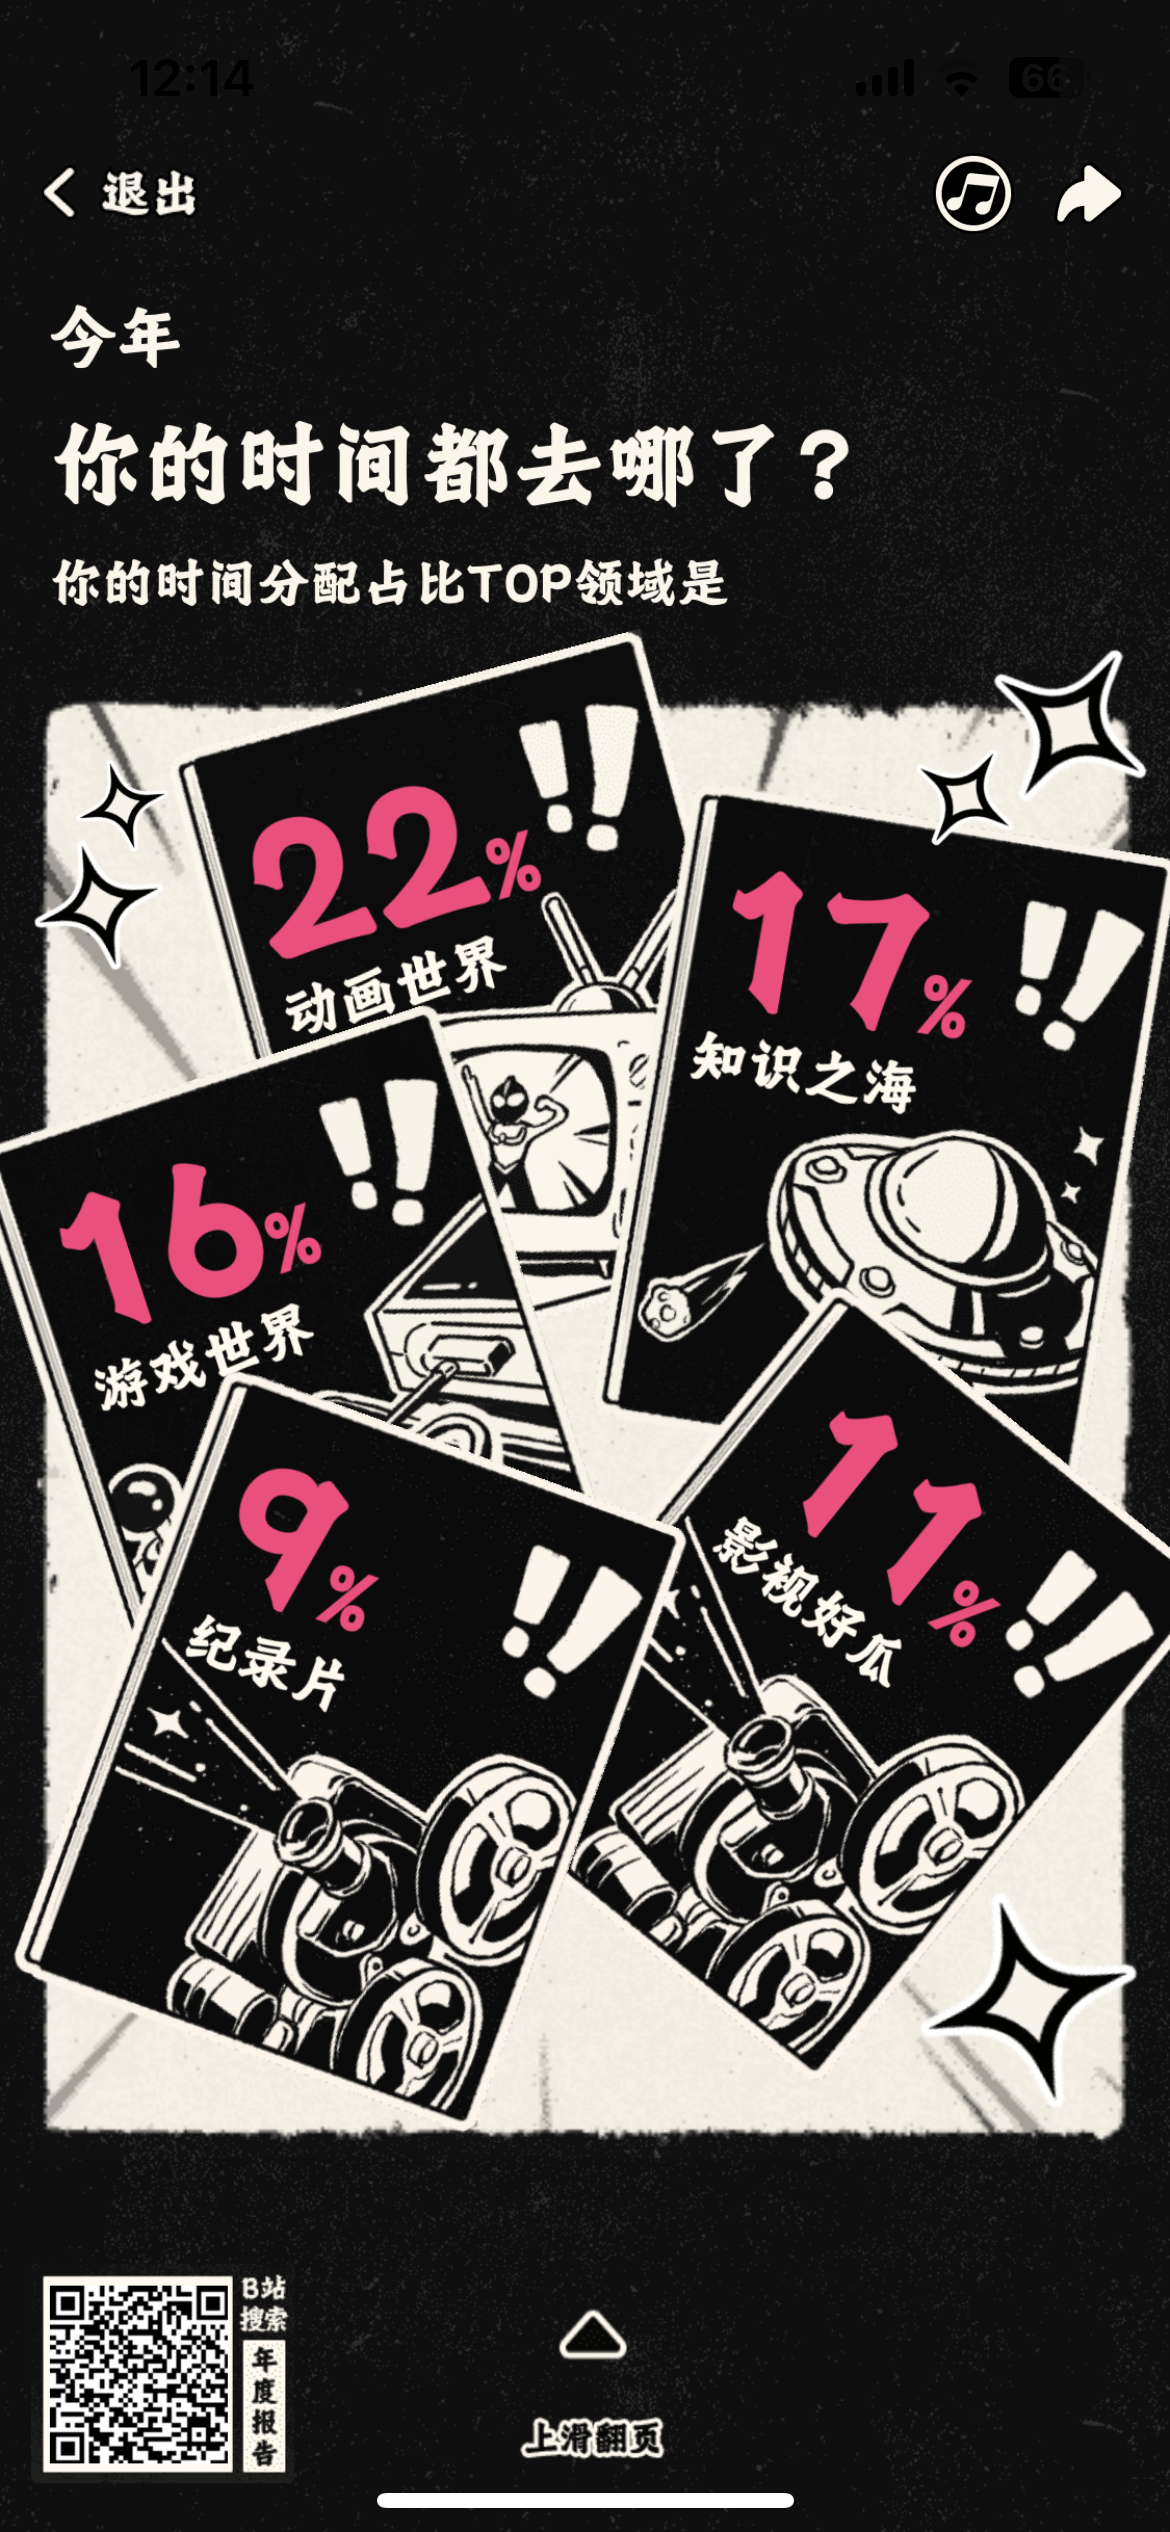 12:14
66
退出
今年
你的时间都去哪了？
你的时间分配占比TOP领域是
22%
动画世界
17%
知识之海
16%
游戏世界
11%
影视好瓜
9%
纪录片
B站
搜索
年度报告
上滑翻页